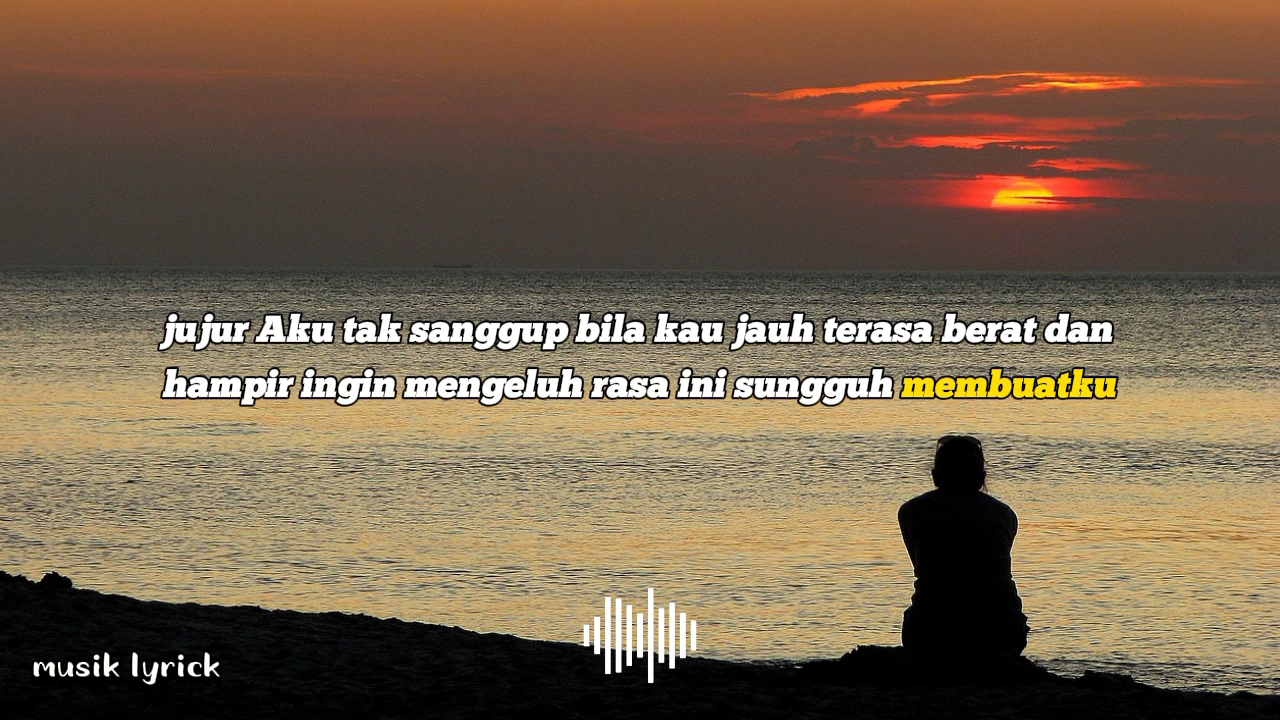 jujur Aku tak sanggup bila kau jauh terasa berat dan
hampir ingin mengeluh rasa ini sungguh membuatku
musik lyrick